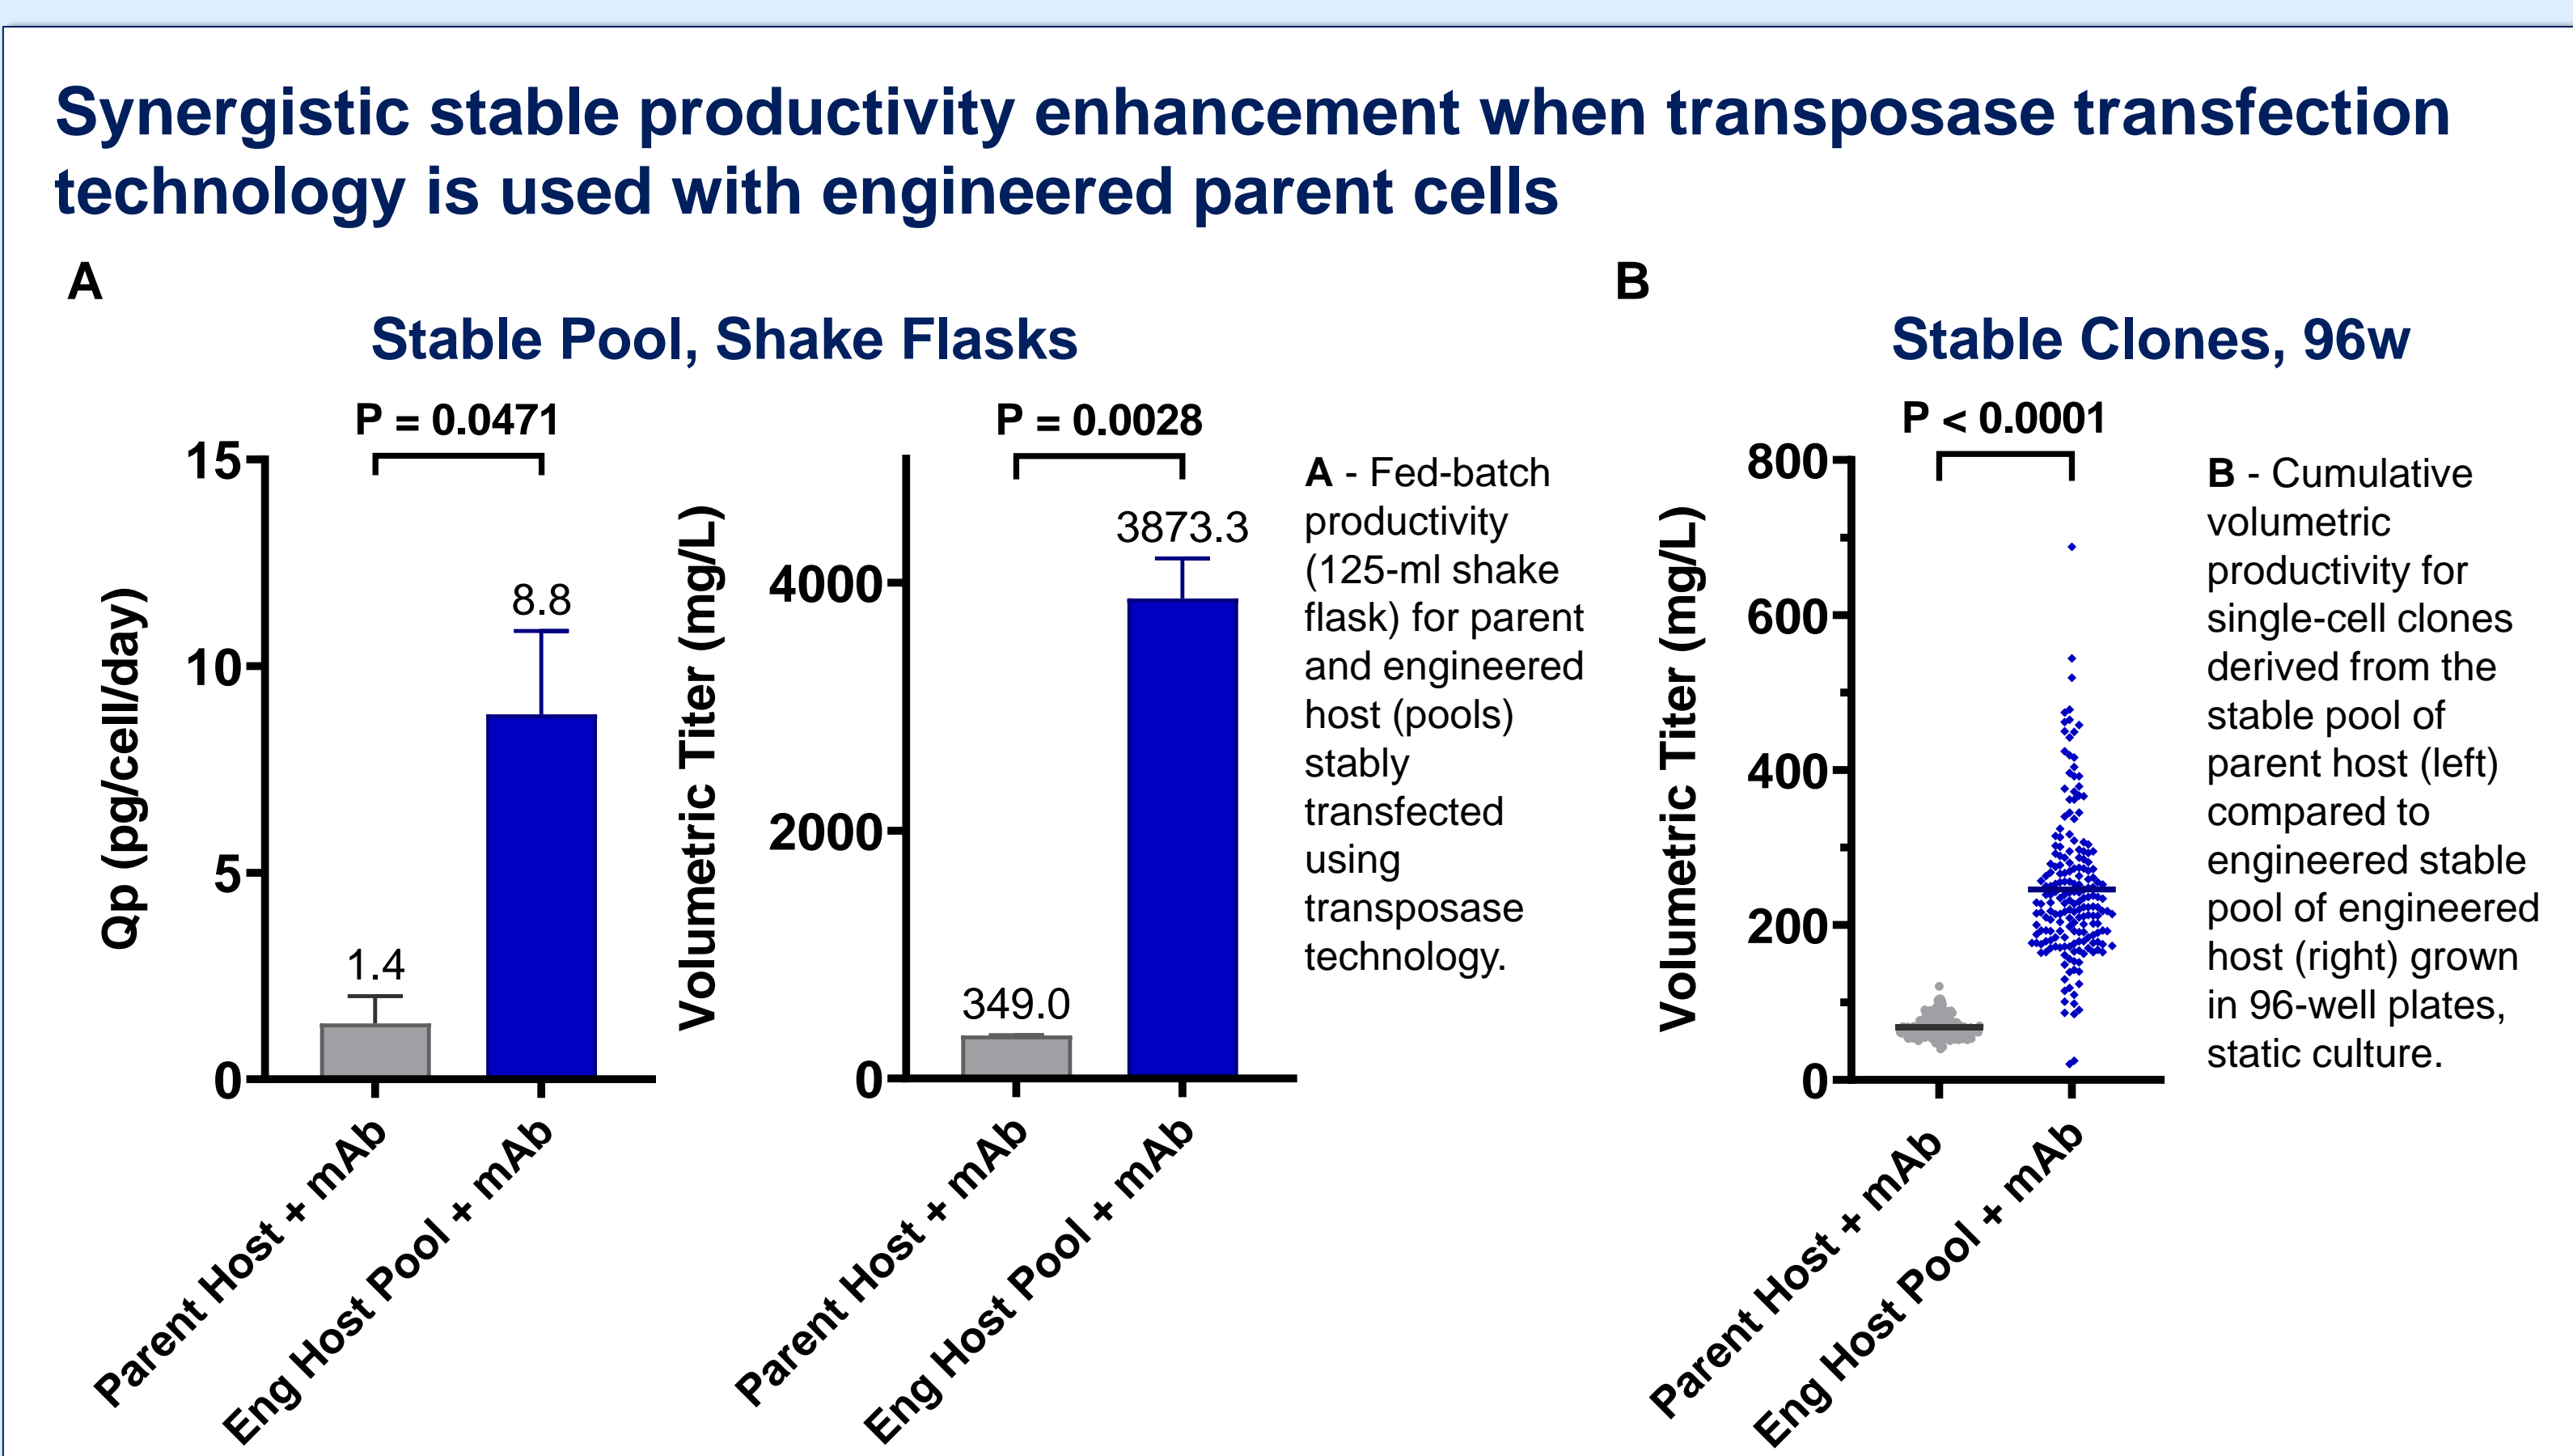 Synergistic stable productivity enhancement when transposase transfection
technology is used with engineered parent cells
A
Stable Pool, Shake Flasks
P = 0.0471
Qp (pg/cell/day)
15
10
5
0
1.4
8.8
Parent Host + mAb
Eng Host Pool + mAb
P = 0.0028
Volumetric Titer (mg/L)
4000
2000
0
349.0
3873.3
Parent Host + mAb
Eng Host Pool + mAb
A - Fed-batch
productivity
(125-ml shake
flask) for parent
and engineered
host (pools)
stably
transfected
using
transposase
technology.
B
Stable Clones, 96w
P < 0.0001
Volumetric Titer (mg/L)
800
600
400
200
0
Parent Host + mAb
Eng Host Pool + mAb
B - Cumulative
volumetric
productivity for
single-cell clones
derived from the
stable pool of
parent host (left)
compared to
engineered stable
pool of engineered
host (right) grown
in 96-well plates,
static culture.